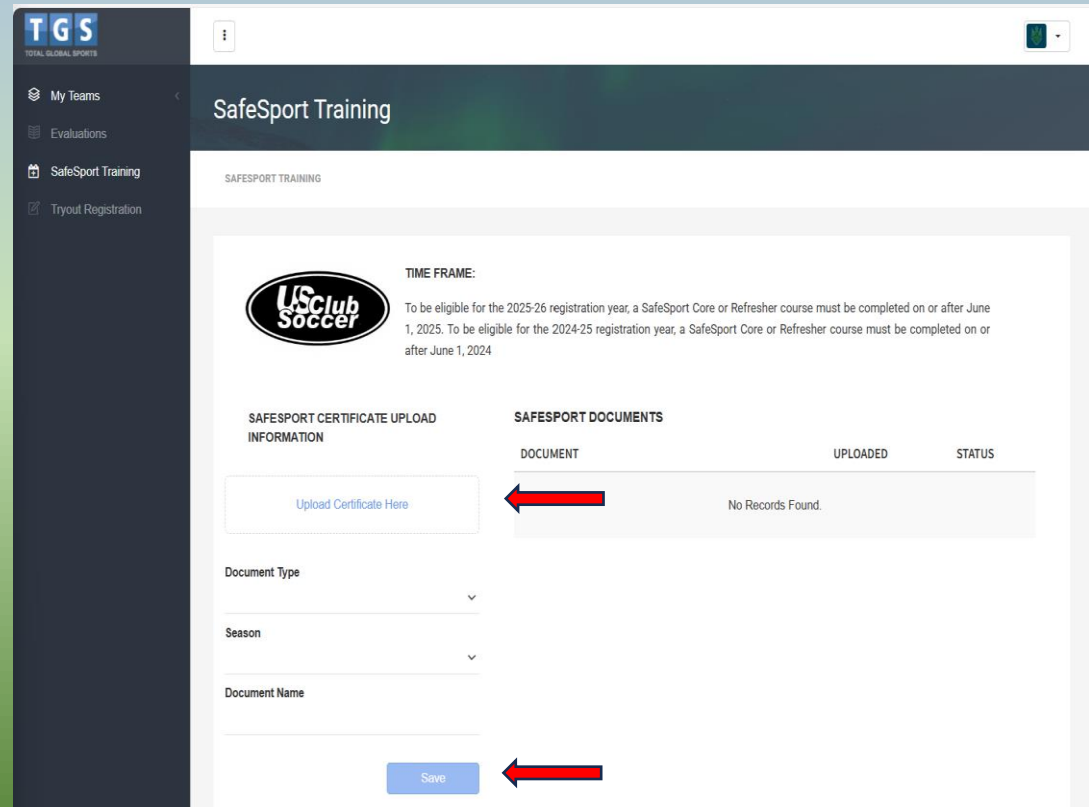 TGS
TOTAL GLOBAL SPORTS
My Teams
Evaluations
SafeSport Training
Tryout Registration
SafeSport Training
SAFESPORT TRAINING
US Club
Soccer
TIME FRAME:
To be eligible for the 2025-26 registration year, a SafeSport Core or Refresher course must be completed on or after June
1, 2025. To be eligible for the 2024-25 registration year, a SafeSport Core or Refresher course must be completed on or
after June 1, 2024
SAFESPORT CERTIFICATE UPLOAD
INFORMATION
Upload Certificate Here
Document Type
Season
Document Name
Save
SAFESPORT DOCUMENTS
DOCUMENT UPLOADED STATUS
No Records Found.